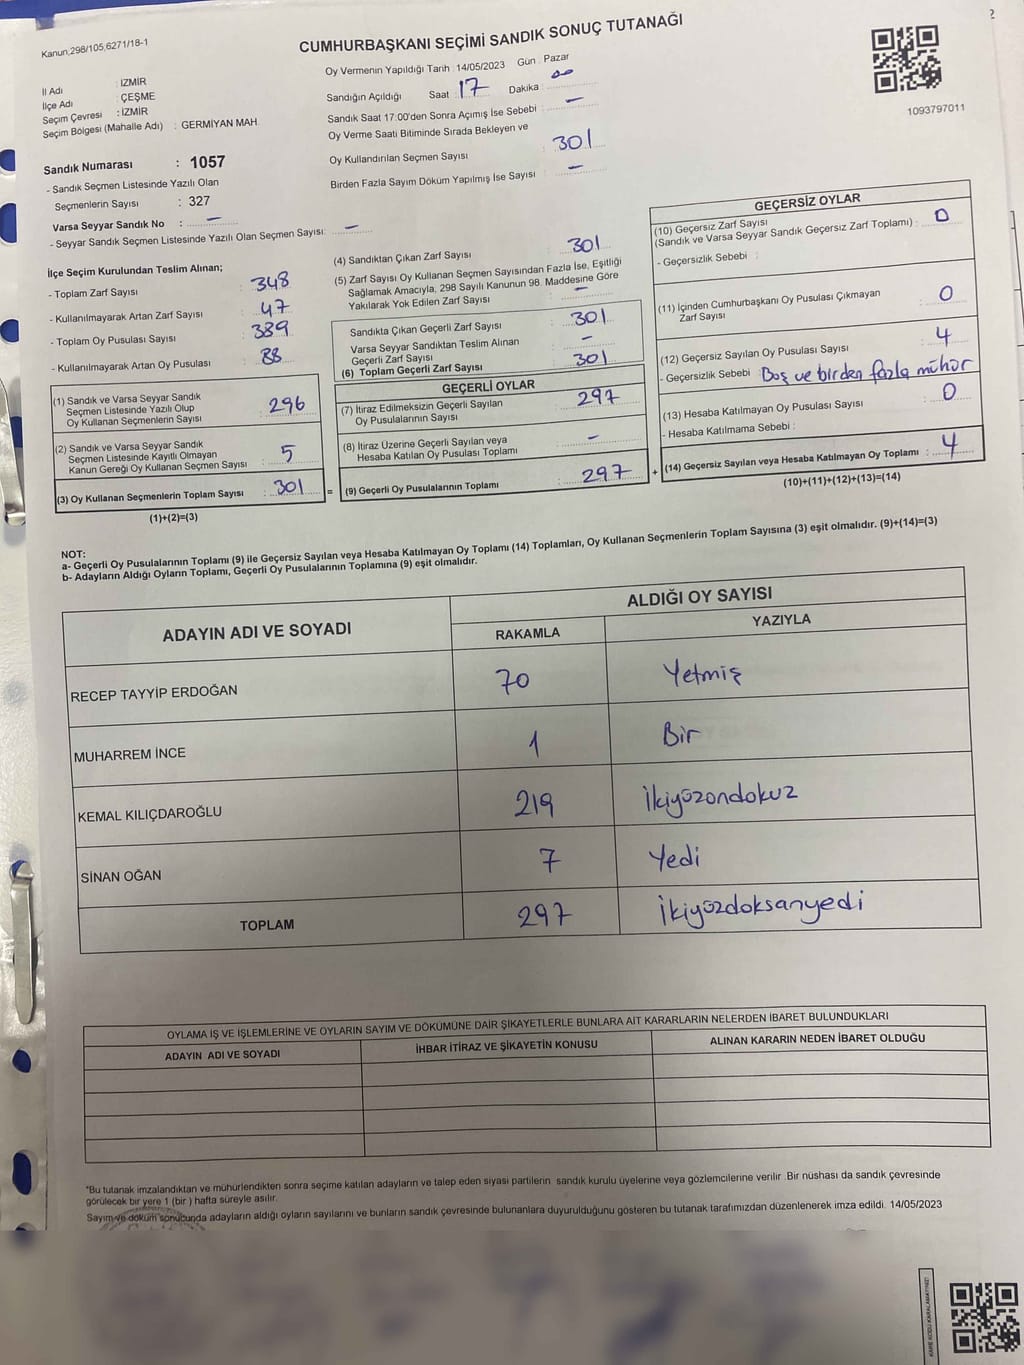 2
Kanun,298/105,6271/18-1
CUMHURBAŞKANI SEÇİMİ SANDIK SONUÇ TUTANAĞI
İl Adı : İZMİR
İlçe Adı : ÇEŞME
Seçim Çevresi : İZMİR
Seçim Bölgesi (Mahalle Adı) : GERMİYAN MAH.
Oy Vermenin Yapıldığı Tarih :14/05/2023 Gün : Pazar
Sandığın Açıldığı Saat : 17 Dakika : 00
Sandık Saat 17:00'den Sonra Açımış İse Sebebi : —
Oy Verme Saati Bitiminde Sırada Bekleyen ve
Oy Kullandırılan Seçmen Sayısı : 301
Birden Fazla Sayım Döküm Yapılmış İse Sayısı : —
1093797011
Sandık Numarası : 1057
- Sandık Seçmen Listesinde Yazılı Olan
Seçmenlerin Sayısı : 327
Varsa Seyyar Sandık No : —
- Seyyar Sandık Seçmen Listesinde Yazılı Olan Seçmen Sayısı: —
İlçe Seçim Kurulundan Teslim Alınan;
- Toplam Zarf Sayısı : 348
- Kullanılmayarak Artan Zarf Sayısı : 47
- Toplam Oy Pusulası Sayısı : 389
- Kullanılmayarak Artan Oy Pusulası : 88
(1) Sandık ve Varsa Seyyar Sandık
Seçmen Listesinde Yazılı Olup
Oy Kullanan Seçmenlerin Sayısı : 296
(2) Sandık ve Varsa Seyyar Sandık
Seçmen Listesinde Kayıtlı Olmayan
Kanun Gereği Oy Kullanan Seçmen Sayısı : 5
(3) Oy Kullanan Seçmenlerin Toplam Sayısı : 301
(1)+(2)=(3)
=
(4) Sandıktan Çıkan Zarf Sayısı : 301
(5) Zarf Sayısı Oy Kullanan Seçmen Sayısından Fazla İse, Eşitliği
Sağlamak Amacıyla, 298 Sayılı Kanunun 98. Maddesine Göre
Yakılarak Yok Edilen Zarf Sayısı : —
Sandıkta Çıkan Geçerli Zarf Sayısı : 301
Varsa Seyyar Sandıktan Teslim Alınan
Geçerli Zarf Sayısı : —
(6) Toplam Geçerli Zarf Sayısı : 301
GEÇERLİ OYLAR
(7) İtiraz Edilmeksizin Geçerli Sayılan
Oy Pusulalarının Sayısı : 297
(8) İtiraz Üzerine Geçerli Sayılan veya
Hesaba Katılan Oy Pusulası Toplamı : —
(9) Geçerli Oy Pusulalarının Toplamı : 297
+
GEÇERSİZ OYLAR
(10) Geçersiz Zarf Sayısı
(Sandık ve Varsa Seyyar Sandık Geçersiz Zarf Toplamı) : 0
- Geçersizlik Sebebi :
(11) İçinden Cumhurbaşkanı Oy Pusulası Çıkmayan
Zarf Sayısı : 0
(12) Geçersiz Sayılan Oy Pusulası Sayısı : 4
- Geçersizlik Sebebi : Boş ve birden fazla mühür
(13) Hesaba Katılmayan Oy Pusulası Sayısı : 0
- Hesaba Katılmama Sebebi :
(14) Geçersiz Sayılan veya Hesaba Katılmayan Oy Toplamı : 4
(10)+(11)+(12)+(13)=(14)
NOT:
a- Geçerli Oy Pusulalarının Toplamı (9) ile Geçersiz Sayılan veya Hesaba Katılmayan Oy Toplamı (14) Toplamları, Oy Kullanan Seçmenlerin Toplam Sayısına (3) eşit olmalıdır. (9)+(14)=(3)
b- Adayların Aldığı Oyların Toplamı, Geçerli Oy Pusulalarının Toplamına (9) eşit olmalıdır.
ADAYIN ADI VE SOYADI
ALDIĞI OY SAYISI
RAKAMLA YAZIYLA
RECEP TAYYİP ERDOĞAN 70 Yetmiş
MUHARREM İNCE 1 Bir
KEMAL KILIÇDAROĞLU 219 İkiyüzondokuz
SİNAN OĞAN 7 Yedi
TOPLAM 297 İkiyüzdoksanyedi
OYLAMA İŞ VE İŞLEMLERİNE VE OYLARIN SAYIM VE DÖKÜMÜNE DAİR ŞİKAYETLERLE BUNLARA AİT KARARLARIN NELERDEN İBARET BULUNDUKLARI
ADAYIN ADI VE SOYADI İHBAR İTİRAZ VE ŞİKAYETİN KONUSU ALINAN KARARIN NEDEN İBARET OLDUĞU
*Bu tutanak imzalandıktan ve mühürlendikten sonra seçime katılan adayların ve talep eden siyasi partilerin sandık kurulu üyelerine veya gözlemcilerine verilir. Bir nüshası da sandık çevresinde
görülecek bir yere 1 (bir ) hafta süreyle asılır.
Sayım ve döküm sonucunda adayların aldığı oyların sayılarını ve bunların sandık çevresinde bulunanlara duyurulduğunu gösteren bu tutanak tarafımızdan düzenlenerek imza edildi. 14/05/2023
KARE KODU KARALAMAYINIZ!